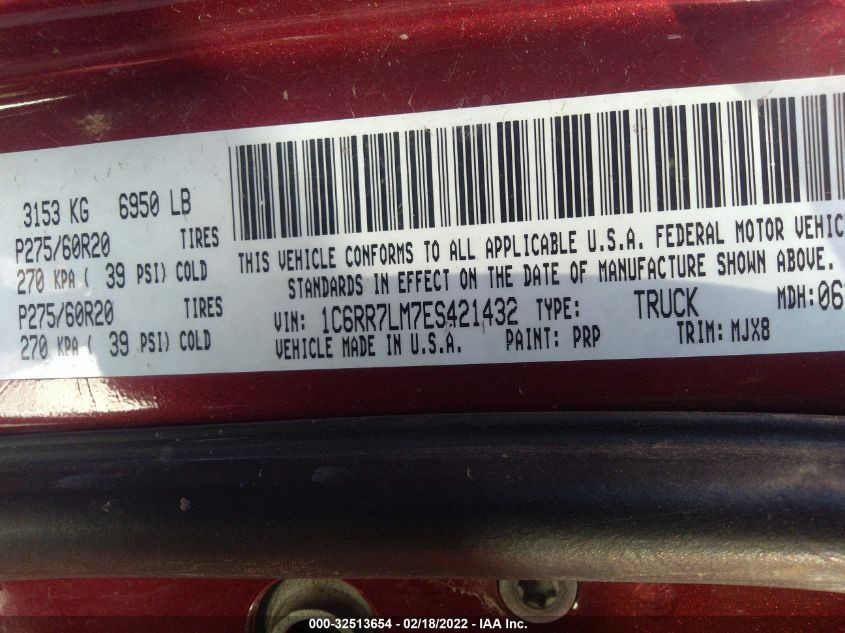 3153 KG 6950 LB
P275/60R20 TIRES
270 KPA ( 39 PSI) COLD
P275/60R20 TIRES
270 KPA ( 39 PSI) COLD
THIS VEHICLE CONFORMS TO ALL APPLICABLE U.S.A. FEDERAL MOTOR VEHIC
STANDARDS IN EFFECT ON THE DATE OF MANUFACTURE SHOWN ABOVE.
VIN: 1C6RR7LM7ES421432 TYPE: TRUCK MDH:06
VEHICLE MADE IN U.S.A. PAINT: PRP TRIM: MJX8
000-32513654 - 02/18/2022 - IAA Inc.